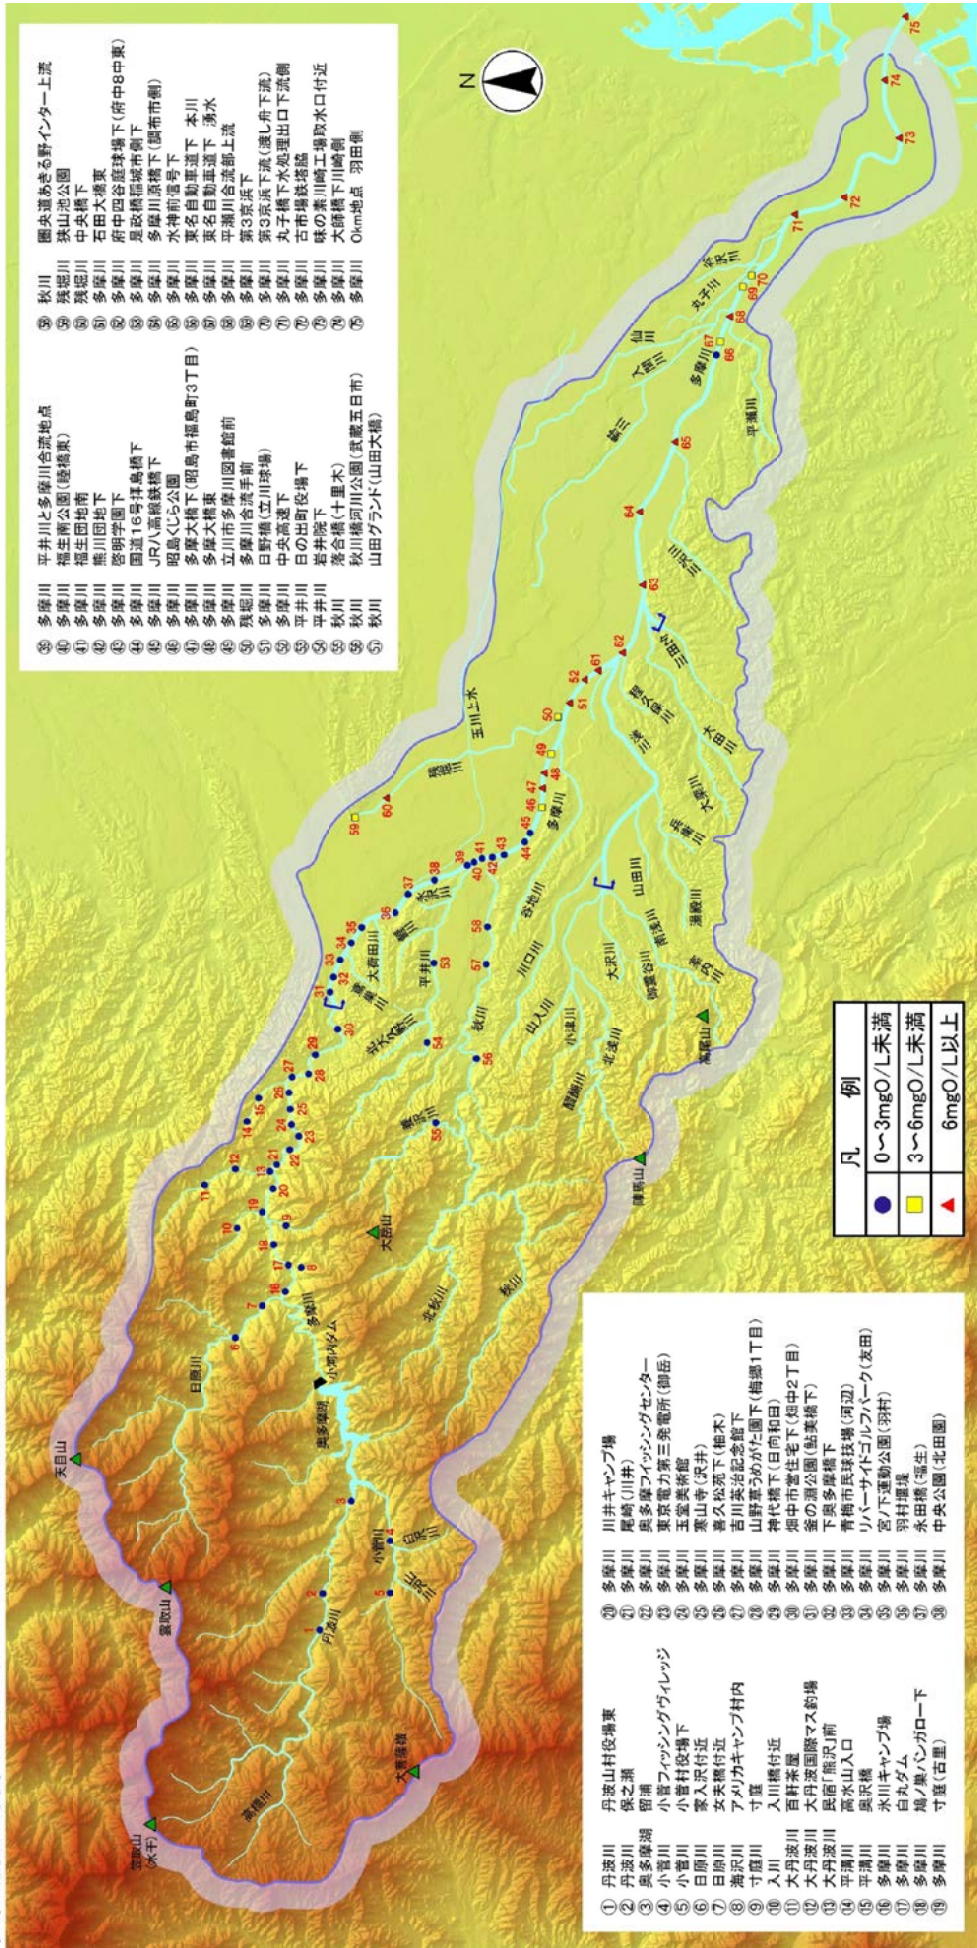 ① 丹波川 丹波山村役場東
② 丹波川 保之瀬
③ 奥多摩湖 留浦
④ 小菅川 小菅フィッシングヴィレッジ
⑤ 小菅川 小菅村役場下
⑥ 日原川 家入沢付近
⑦ 日原川 女夫橋付近
⑧ 海沢川 アメリカキャンプ村内
⑨ 寸庭川 寸庭
⑩ 入川 入川橋付近
⑪ 大丹波川 百軒茶屋
⑫ 大丹波川 大丹波国際マス釣場
⑬ 大丹波川 民宿「熊沢」前
⑭ 平溝川 高水山入口
⑮ 平溝川 奥沢橋
⑯ 多摩川 氷川キャンプ場
⑰ 多摩川 白丸ダム
⑱ 多摩川 鳩ノ巣バンガロー下
⑲ 多摩川 寸庭(古里)
⑳ 多摩川 川井キャンプ場
㉑ 多摩川 尾崎(川井)
㉒ 多摩川 奥多摩フィッシングセンター
㉓ 多摩川 東京電力第三発電所(御岳)
㉔ 多摩川 玉堂美術館
㉕ 多摩川 寒山寺(沢井)
㉖ 多摩川 喜久松苑下(柚木)
㉗ 多摩川 吉川英治記念館下
㉘ 多摩川 山野草うめがた園下(梅郷1丁目)
㉙ 多摩川 神代橋下(日向和田)
㉚ 多摩川 畑中市営住宅下(畑中2丁目)
㉛ 多摩川 釜の淵公園(鮎美橋下)
㉜ 多摩川 下奥多摩橋下
㉝ 多摩川 青梅市民球技場(河辺)
㉞ 多摩川 リバーサイドゴルフパーク(友田)
㉟ 多摩川 宮ノ下運動公園(羽村)
㊱ 多摩川 羽村堰堤
㊲ 多摩川 永田橋(福生)
㊳ 多摩川 中央公園(北田園)
㊴ 多摩川 平井川と多摩川合流地点
㊵ 多摩川 福生南公園(睦橋東)
㊶ 多摩川 福生団地南
㊷ 多摩川 熊川団地下
㊸ 多摩川 啓明学園下
㊹ 多摩川 国道16号拝島橋下
㊺ 多摩川 JR八高線鉄橋下
㊻ 多摩川 昭島くじら公園
㊼ 多摩川 多摩大橋下(昭島市福島町3丁目)
㊽ 多摩川 多摩大橋東
㊾ 多摩川 立川市多摩川図書館前
㊿ 残堀川 多摩川合流手前
51 多摩川 日野橋(立川球場)
52 多摩川 中央高速下
53 平井川 日の出町役場下
54 平井川 岩井院下
55 秋川 落合橋(十里木)
56 秋川 秋川橋河川公園(武蔵五日市)
57 秋川 山田グランド(山田大橋)
58 秋川 圏央道あきる野インター上流
59 残堀川 狭山池公園
60 残堀川 中央橋下
61 多摩川 石田大橋東
62 多摩川 府中四谷庭球場下(府中8中東)
63 多摩川 是政橋稲城市側下
64 多摩川 多摩川原橋下(調布市側)
65 多摩川 水神前信号下
66 多摩川 東名自動車道下 本川
67 多摩川 東名自動車道下 湧水
68 多摩川 平瀬川合流部上流
69 多摩川 第3京浜下
70 多摩川 第3京浜下流(渡し舟下流)
71 多摩川 丸子橋下水処理出口下流側
72 多摩川 古市場鉄塔脇
73 多摩川 味の素川崎工場取水口付近
74 多摩川 大師橋下川崎側
75 多摩川 0km地点 羽田側
凡 例
0〜3mgO/L未満
3〜6mgO/L未満
6mgO/L以上
N
笠取山
(水干)
雲取山
天目山
大菩薩嶺
高橋川
丹波川
小菅川
白沢川
山沢川
奥多摩湖
小河内ダム
日原川
多摩川
大岳山
北秋川
秋川
養沢川
陣馬山
高尾山
醍醐川
北浅川
小津川
山入川
川口川
大沢川
御霊谷川
南浅川
案内川
湯殿川
山田川
兵衛川
大栗川
大田川
谷地川
浅川
程久保川
平井川
秋川
大荷田川
残堀川
玉川上水
多摩川
三沢川
平瀬川
多摩川
仙川
入間川
丸子川
谷沢川